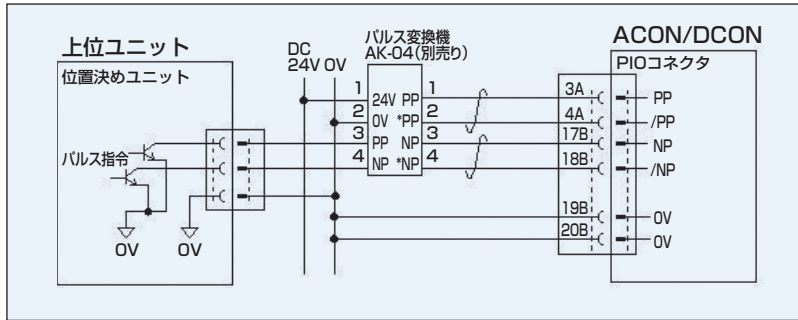 上位ユニット
位置決めユニット
パルス指令
0V
0V
DC
24V 0V
パルス変換機
AK-04(別売り)
1 24V PP 1
2 0V *PP 2
3 PP NP 3
4 NP *NP 4
ACON/DCON
PIOコネクタ
3A PP
4A /PP
17B NP
18B /NP
19B 0V
20B 0V